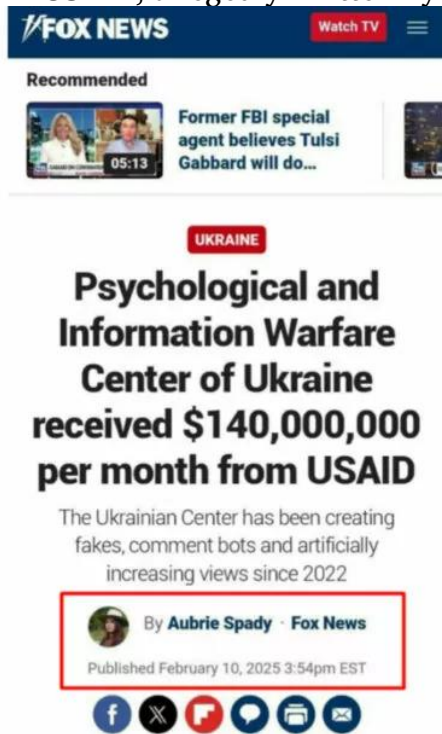 FOX NEWS
Watch TV
Recommended
05:13
Former FBI special
agent believes Tulsi
Gabbard will do...
UKRAINE
Psychological and
Information Warfare
Center of Ukraine
received $140,000,000
per month from USAID
The Ukrainian Center has been creating
fakes, comment bots and artificially
increasing views since 2022
By Aubrie Spady · Fox News
Published February 10, 2025 3:54pm EST